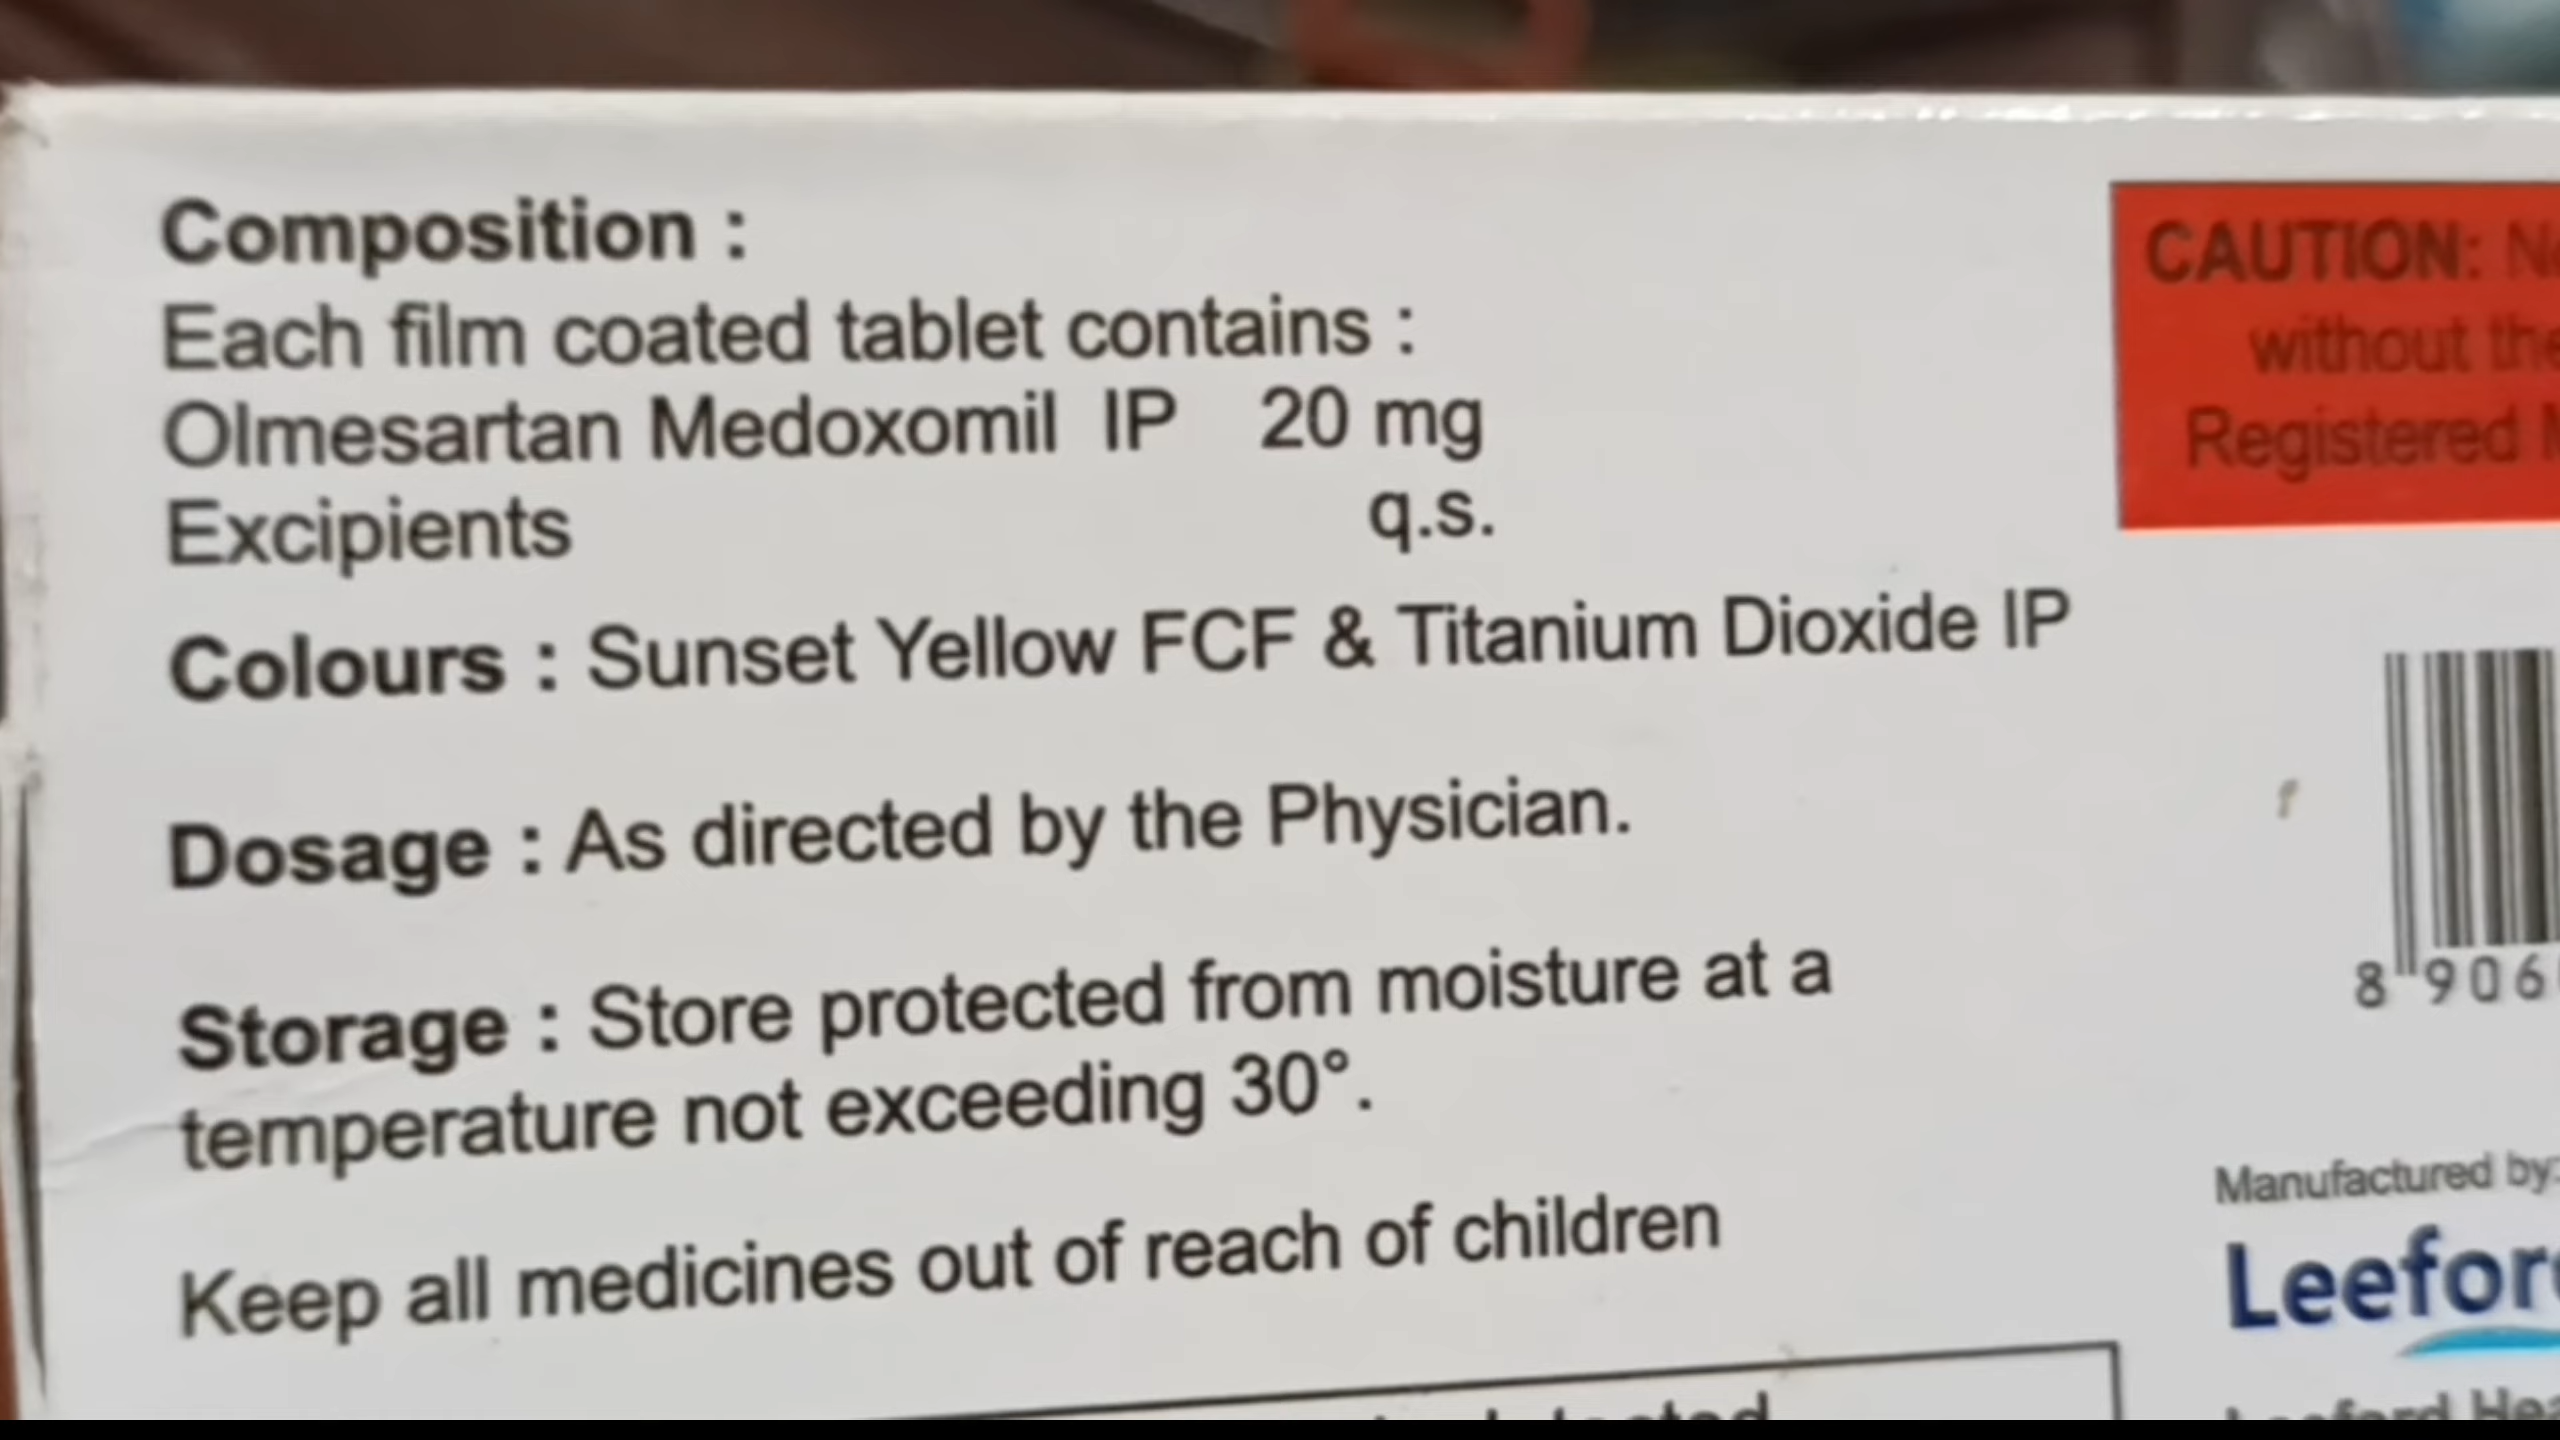 Composition :
Each film coated tablet contains :
Olmesartan Medoxomil IP 20 mg
Excipients q.s.
Colours : Sunset Yellow FCF & Titanium Dioxide IP
Dosage : As directed by the Physician.
Storage : Store protected from moisture at a
temperature not exceeding 30°.
Keep all medicines out of reach of children
CAUTION:
without
Registered
8 906
Manufactured by: